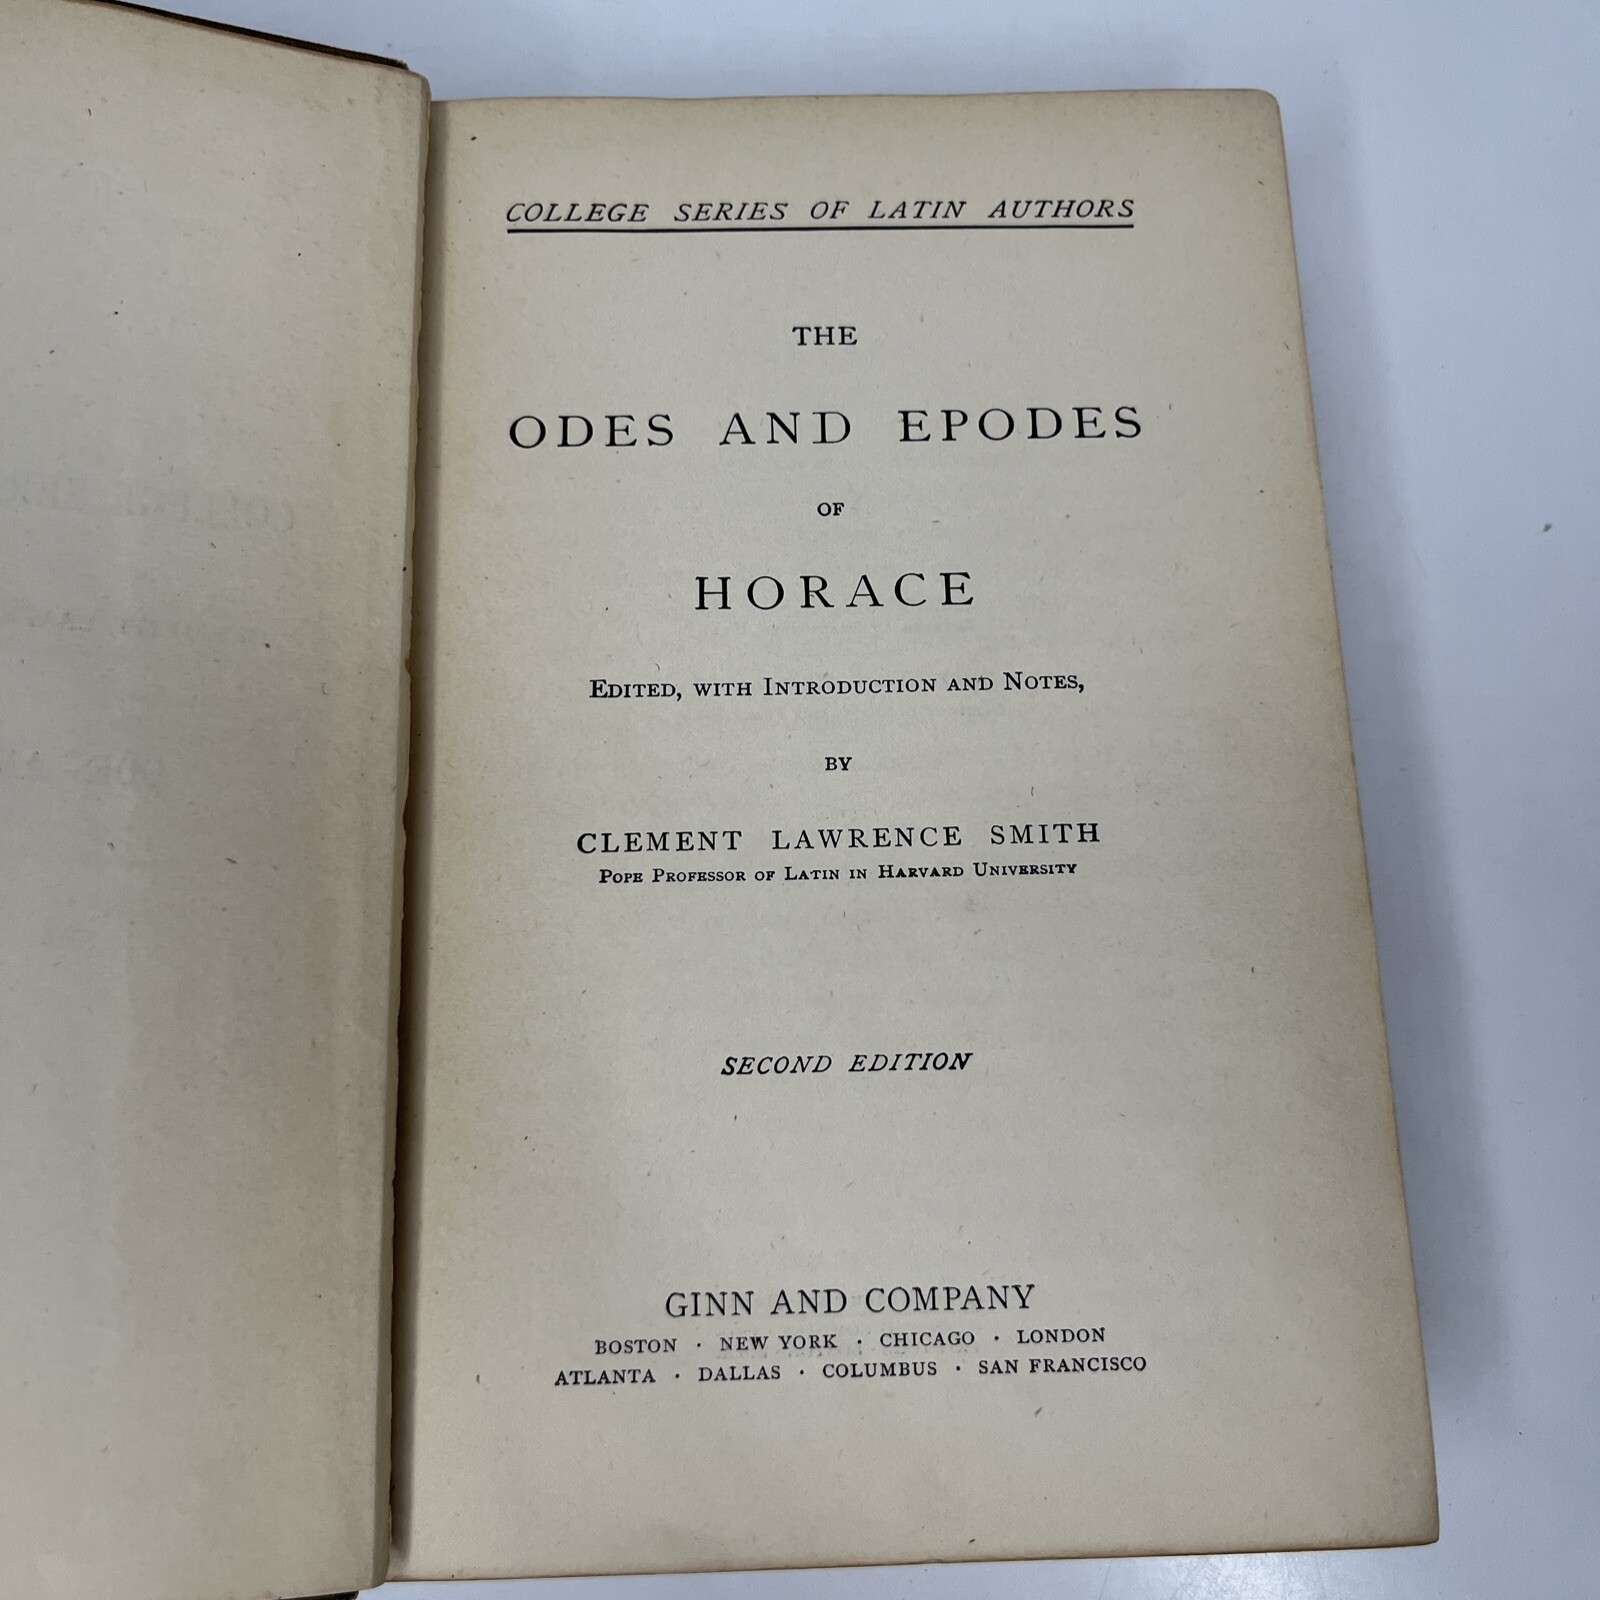 COLLEGE SERIES OF LATIN AUTHORS
THE
ODES AND EPODES
OF
HORACE
EDITED, WITH INTRODUCTION AND NOTES,
BY
CLEMENT LAWRENCE SMITH
POPE PROFESSOR OF LATIN IN HARVARD UNIVERSITY
SECOND EDITION
GINN AND COMPANY
BOSTON · NEW YORK · CHICAGO · LONDON
ATLANTA · DALLAS · COLUMBUS · SAN FRANCISCO